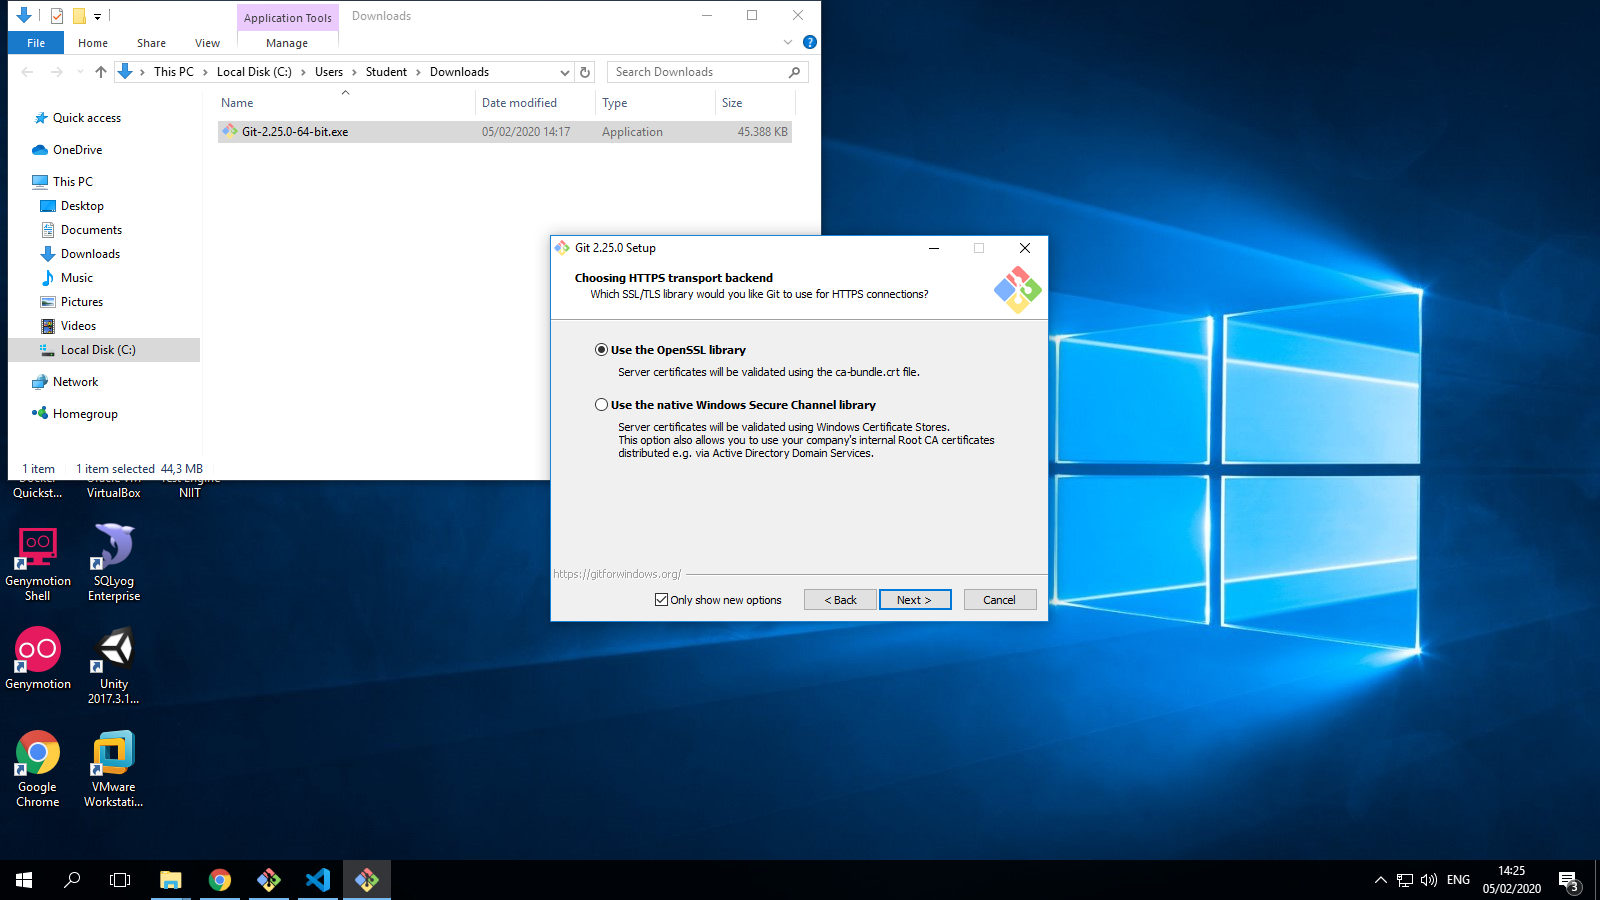 Application Tools
Downloads
File
Home
Share
View
Manage
This PC
Local Disk (C:)
Users
Student
Downloads
Search Downloads
Name
Date modified
Type
Size
Git-2.25.0-64-bit.exe
05/02/2020 14:17
Application
45.388 KB
Quick access
OneDrive
This PC
Desktop
Documents
Downloads
Music
Pictures
Videos
Local Disk (C:)
Network
Homegroup
1 item
1 item selected
44,3 MB
Git 2.25.0 Setup
Choosing HTTPS transport backend
Which SSL/TLS library would you like Git to use for HTTPS connections?
Use the OpenSSL library
Server certificates will be validated using the ca-bundle.crt file.
Use the native Windows Secure Channel library
Server certificates will be validated using Windows Certificate Stores.
This option also allows you to use your company's internal Root CA certificates
distributed e.g. via Active Directory Domain Services.
https://gitforwindows.org/
Only show new options
< Back
Next >
Cancel
Quickst...
VirtualBox
NIIT
Genymotion
Shell
SQLyog
Enterprise
Genymotion
Unity
2017.3.1...
Google
Chrome
VMware
Workstati...
ENG
14:25
05/02/2020
3